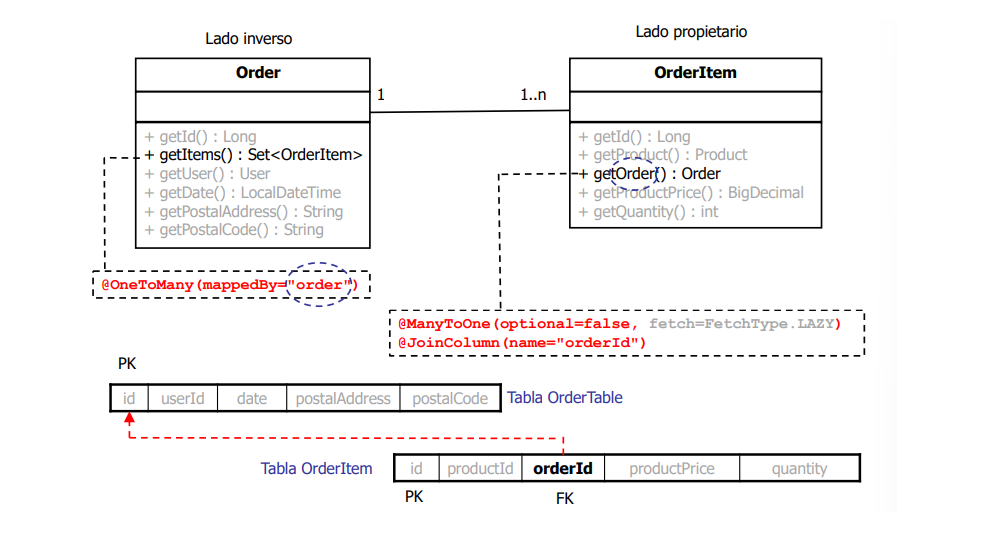 Lado inverso
Lado propietario
Order
OrderItem
1
1..n
+ getId() : Long
+ getItems() : Set<OrderItem>
+ getUser() : User
+ getDate() : LocalDateTime
+ getPostalAddress() : String
+ getPostalCode() : String
+ getId() : Long
+ getProduct() : Product
+ getOrder() : Order
+ getProductPrice() : BigDecimal
+ getQuantity() : int
@OneToMany(mappedBy="order")
@ManyToOne(optional=false, fetch=FetchType.LAZY)
@JoinColumn(name="orderId")
PK
id userId date postalAddress postalCode
Tabla OrderTable
Tabla OrderItem
id productId orderId productPrice quantity
PK
FK